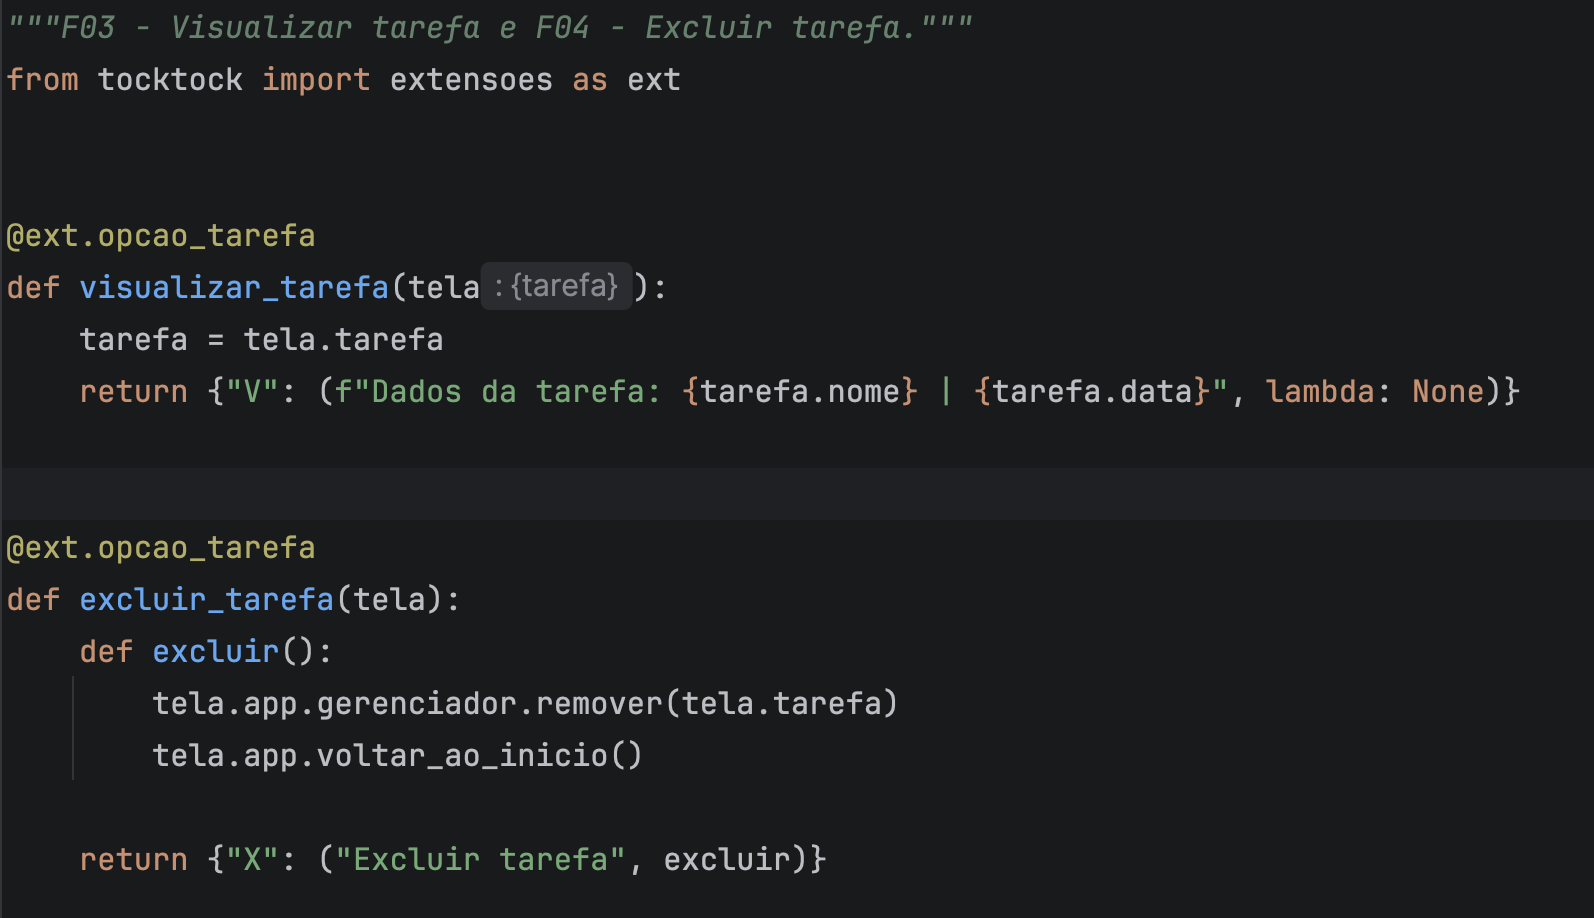 """F03 - Visualizar tarefa e F04 - Excluir tarefa."""
from tocktock import extensoes as ext
@ext.opcao_tarefa
def visualizar_tarefa(tela : {tarefa} ):
    tarefa = tela.tarefa
    return {"V": (f"Dados da tarefa: {tarefa.nome} | {tarefa.data}", lambda: None)}
@ext.opcao_tarefa
def excluir_tarefa(tela):
    def excluir():
        tela.app.gerenciador.remover(tela.tarefa)
        tela.app.voltar_ao_inicio()
    return {"X": ("Excluir tarefa", excluir)}